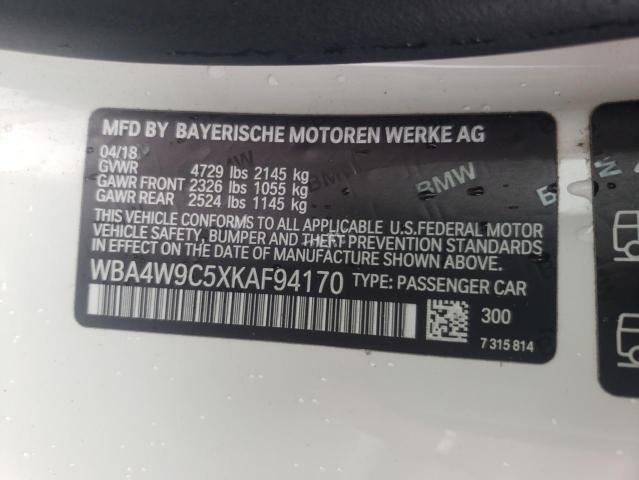 MFD BY BAYERISCHE MOTOREN WERKE AG
04/18
GVWR 4729 lbs 2145 kg
GAWR FRONT 2326 lbs 1055 kg
GAWR REAR 2524 lbs 1145 kg
THIS VEHICLE CONFORMS TO ALL APPLICABLE U.S.FEDERAL MOTOR
VEHICLE SAFETY, BUMPER AND THEFT PREVENTION STANDARDS
IN EFFECT ON THE DATE OF MANUFACTURE SHOWN ABOVE.
WBA4W9C5XKAF94170 TYPE: PASSENGER CAR
300
7 315 814
BMW
BMW